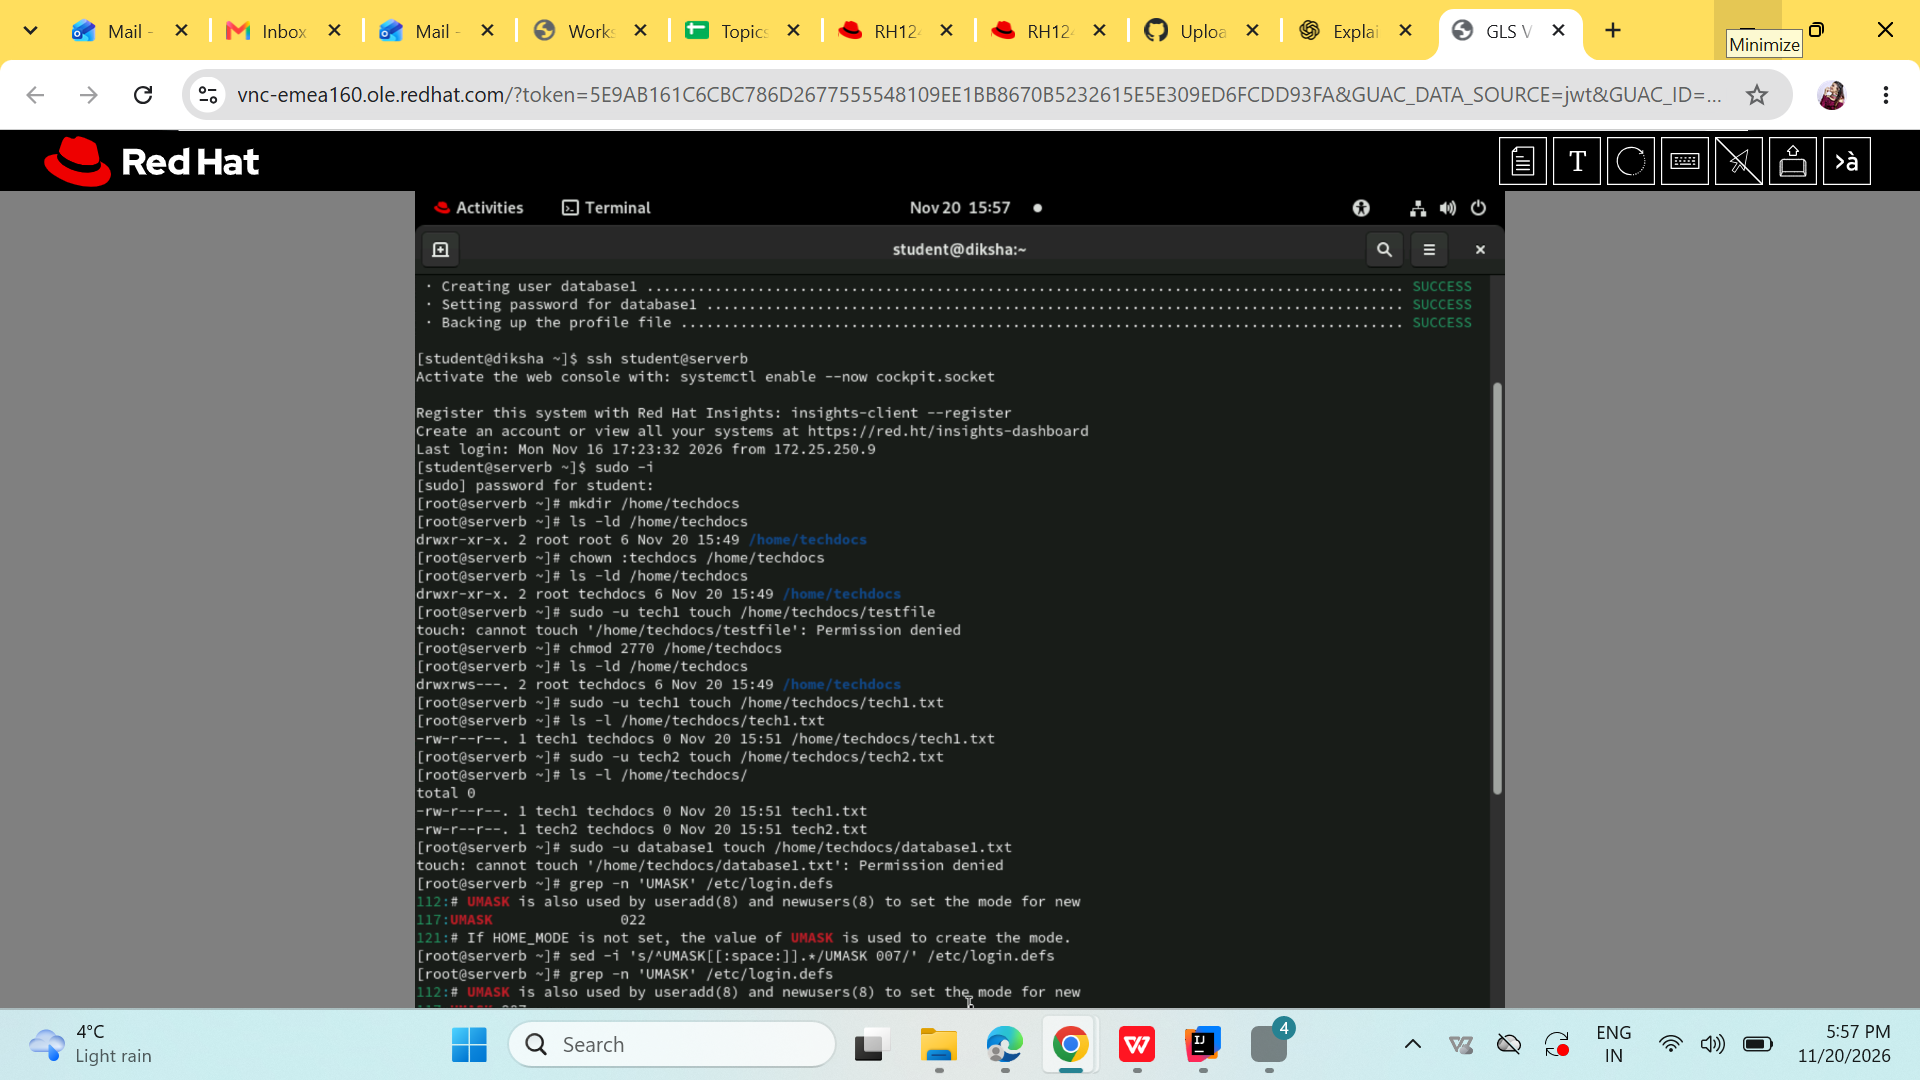 Mail -
Inbox
Mail -
Works
Topics
RH124
RH124
Uploa
Explai
GLS V
Minimize
vnc-emea160.ole.redhat.com/?token=5E9AB161C6CBC786D2677555548109EE1BB8670B5232615E5E309ED6FCDD93FA&GUAC_DATA_SOURCE=jwt&GUAC_ID=...
Red Hat
T
>à
Activities
Terminal
Nov 20 15:57
student@diksha:~
· Creating user database1 ......................................................................................... SUCCESS
· Setting password for database1 .................................................................................. SUCCESS
· Backing up the profile file ..................................................................................... SUCCESS
[student@diksha ~]$ ssh student@serverb
Activate the web console with: systemctl enable --now cockpit.socket
Register this system with Red Hat Insights: insights-client --register
Create an account or view all your systems at https://red.ht/insights-dashboard
Last login: Mon Nov 16 17:23:32 2026 from 172.25.250.9
[student@serverb ~]$ sudo -i
[sudo] password for student:
[root@serverb ~]# mkdir /home/techdocs
[root@serverb ~]# ls -ld /home/techdocs
drwxr-xr-x. 2 root root 6 Nov 20 15:49 /home/techdocs
[root@serverb ~]# chown :techdocs /home/techdocs
[root@serverb ~]# ls -ld /home/techdocs
drwxr-xr-x. 2 root techdocs 6 Nov 20 15:49 /home/techdocs
[root@serverb ~]# sudo -u tech1 touch /home/techdocs/testfile
touch: cannot touch '/home/techdocs/testfile': Permission denied
[root@serverb ~]# chmod 2770 /home/techdocs
[root@serverb ~]# ls -ld /home/techdocs
drwxrws---. 2 root techdocs 6 Nov 20 15:49 /home/techdocs
[root@serverb ~]# sudo -u tech1 touch /home/techdocs/tech1.txt
[root@serverb ~]# ls -l /home/techdocs/tech1.txt
-rw-r--r--. 1 tech1 techdocs 0 Nov 20 15:51 /home/techdocs/tech1.txt
[root@serverb ~]# sudo -u tech2 touch /home/techdocs/tech2.txt
[root@serverb ~]# ls -l /home/techdocs/
total 0
-rw-r--r--. 1 tech1 techdocs 0 Nov 20 15:51 tech1.txt
-rw-r--r--. 1 tech2 techdocs 0 Nov 20 15:51 tech2.txt
[root@serverb ~]# sudo -u database1 touch /home/techdocs/database1.txt
touch: cannot touch '/home/techdocs/database1.txt': Permission denied
[root@serverb ~]# grep -n 'UMASK' /etc/login.defs
112:# UMASK is also used by useradd(8) and newusers(8) to set the mode for new
117:UMASK 022
121:# If HOME_MODE is not set, the value of UMASK is used to create the mode.
[root@serverb ~]# sed -i 's/^UMASK[[:space:]].*/UMASK 007/' /etc/login.defs
[root@serverb ~]# grep -n 'UMASK' /etc/login.defs
112:# UMASK is also used by useradd(8) and newusers(8) to set the mode for new
4°C
Light rain
Search
4
ENG
IN
5:57 PM
11/20/2026